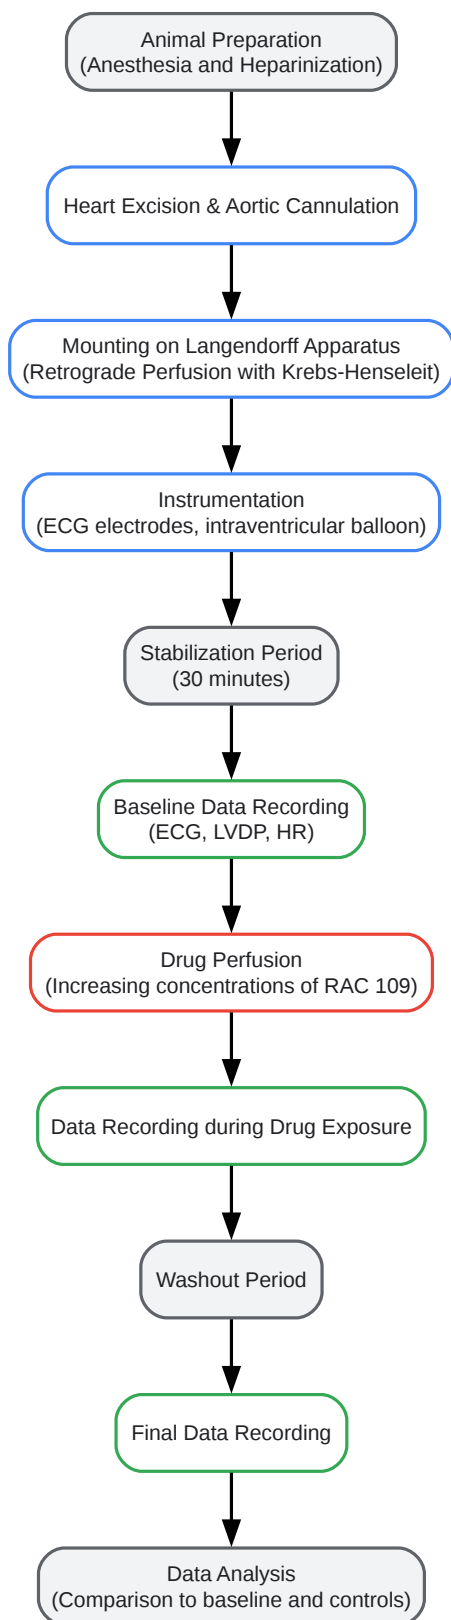 Animal Preparation
(Anesthesia and Heparinization)
Heart Excision & Aortic Cannulation
Mounting on Langendorff Apparatus
(Retrograde Perfusion with Krebs-Henseleit)
Instrumentation
(ECG electrodes, intraventricular balloon)
Stabilization Period
(30 minutes)
Baseline Data Recording
(ECG, LVDP, HR)
Drug Perfusion
(Increasing concentrations of RAC 109)
Data Recording during Drug Exposure
Washout Period
Final Data Recording
Data Analysis
(Comparison to baseline and controls)